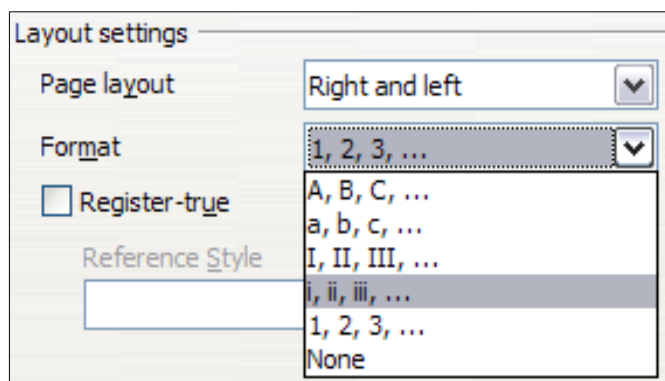 Layout settings
Page layout
Right and left
Format
1, 2, 3, ...
Register-true
A, B, C, ...
a, b, c, ...
Reference Style
I, II, III, ...
i, ii, iii, ...
1, 2, 3, ...
None